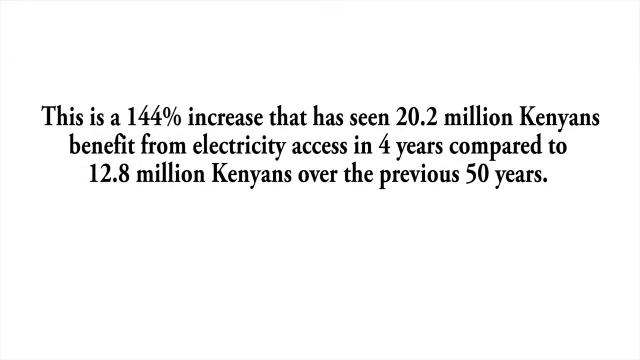 This is a 144% increase that has seen 20.2 million Kenyans
benefit from electricity access in 4 years compared to
12.8 million Kenyans over the previous 50 years.